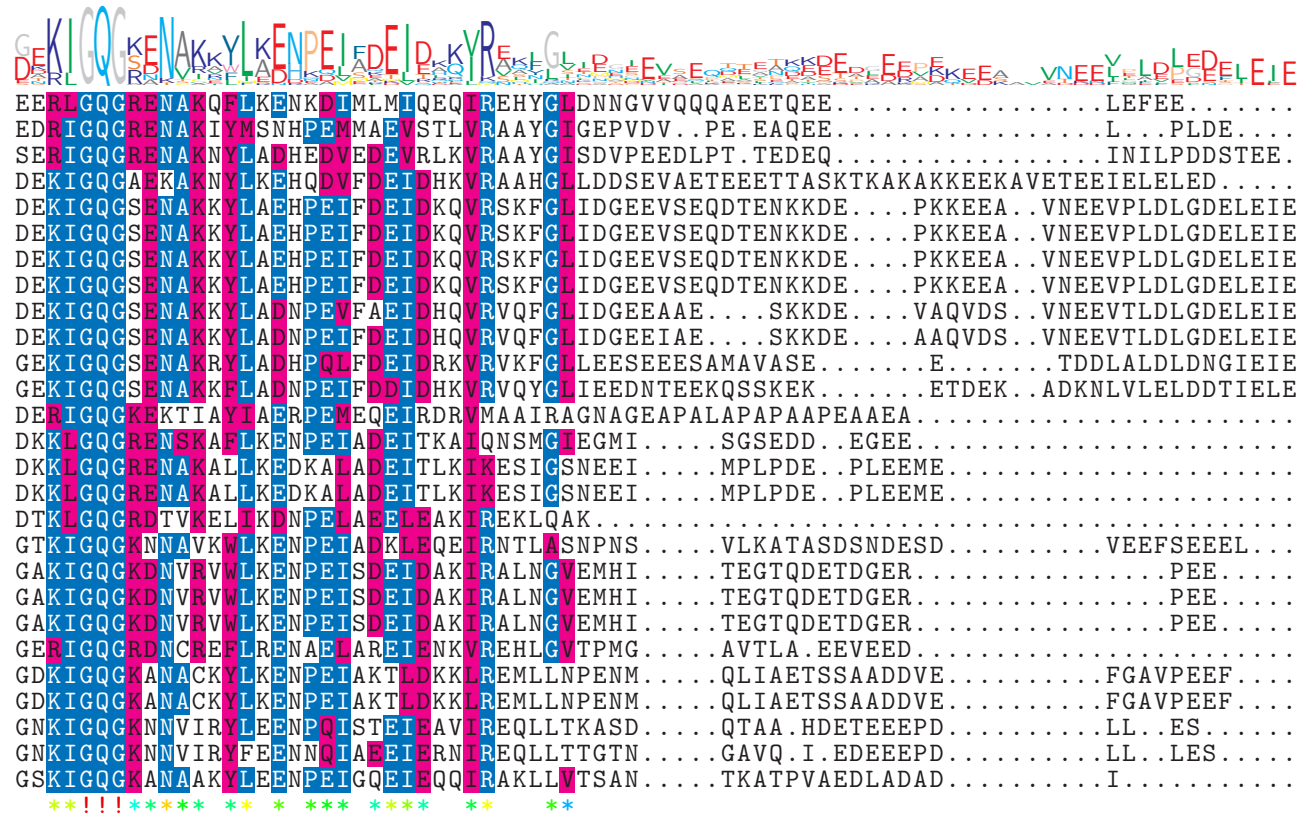 EERLGQGRENAKQFLKENKDIMLMIQEQIREHYGLDNNGVVQQQAEETQEE.................LEFEE.......
EDRIGQGRENAKIYMSNHPEMMAEVSTLVRAAYGIGEPVDV..PE.EAQEE.................L...PLDE....
SERIGQGRENAKNYLADHEDVEDEVRLKVRAAYGISDVPEEDLPT.TEDEQ.................INILPDDSTEE.
DEKIGQGAEKAKNYLKEHQDVFDEIDHKVRAAHGLLDDSEVAETEEETTASKTKAKAKKEEKAVETEEIELELED.....
DEKIGQGSENAKKYLAEHPEIFDEIDKQVRSKFGLIDGEEVSEQDTENKKDE....PKKEEA..VNEEVPLDLGDELEIE
DEKIGQGSENAKKYLAEHPEIFDEIDKQVRSKFGLIDGEEVSEQDTENKKDE....PKKEEA..VNEEVPLDLGDELEIE
DEKIGQGSENAKKYLAEHPEIFDEIDKQVRSKFGLIDGEEVSEQDTENKKDE....PKKEEA..VNEEVPLDLGDELEIE
DEKIGQGSENAKKYLAEHPEIFDEIDKQVRSKFGLIDGEEVSEQDTENKKDE....PKKEEA..VNEEVPLDLGDELEIE
DEKIGQGSENAKKYLADNPEVFAEIDHQVRVQFGLIDGEEAAE....SKKDE....VAQVDS..VNEEVTLDLGDELEIE
DEKIGQGSENAKKYLADNPEIFDEIDHQVRVQFGLIDGEEIAE....SKKDE....AAQVDS..VNEEVTLDLGDELEIE
GEKIGQGSENAKRYLADHPQLFDEIDRKVRVKFGLLEESEEESAMAVASE.......E.......TDDLALDLDNGIEIE
GEKIGQGSENAKKFLADNPEIFDDIDHKVRVQYGLIEEDNTEEKQSSKEK.......ETDEK..ADKNLVLELDDTIELE
DERIGQGKEKTIAYIAERPEMEQEIRDRVMAAIRAGNAGEAPALAPAPAAPEAAEA........................
DKKLGQGRENSKAFLKENPEIADEITKAIQNSMGIEGMI.....SGSEDD..EGEE........................
DKKLGQGRENAKALLKEDKALADEITLKIKESIGSNEEI.....MPLPDE..PLEEME......................
DKKLGQGRENAKALLKEDKALADEITLKIKESIGSNEEI.....MPLPDE..PLEEME......................
DTKLGQGRDTVKELIKDNPELAEELEAKIREKLQAK............................................
GTKIGQGKNNAVKWLKENPEIADKLEQEIRNTLASNPNS.....VLKATASDSNDESD..........VEEFSEEEL...
GAKIGQGKDNVRVWLKENPEISDEIDAKIRALNGVEMHI.....TEGTQDETDGER................PEE.....
GAKIGQGKDNVRVWLKENPEISDEIDAKIRALNGVEMHI.....TEGTQDETDGER................PEE.....
GAKIGQGKDNVRVWLKENPEISDEIDAKIRALNGVEMHI.....TEGTQDETDGER................PEE.....
GERIGQGRDNCREFLRENAELAREIENKVREHLGVTPMG.....AVTLA.EEVEED........................
GDKIGQGKANACKYLKENPEIAKTLDKKLREMLLNPENM.....QLIAETSSAADDVE..........FGAVPEEF....
GDKIGQGKANACKYLKENPEIAKTLDKKLREMLLNPENM.....QLIAETSSAADDVE..........FGAVPEEF....
GNKIGQGKNNVIRYLEENPQISTEIEAVIREQLLTKASD.....QTAA.HDETEEEPD...........LL..ES......
GNKIGQGKNNVIRYFEENNQIAEEIERNIREQLLTTGTN.....GAVQ.I.EDEEEPD...........LL..LES.....
GSKIGQGKANAAKYLEENPEIGQEIEQQIRAKLLVTSAN.....TKATPVAEDLADAD..........I...........
**!!!***** ** * *** **** ** **